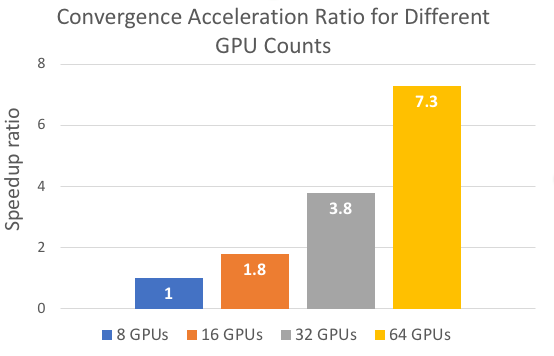 Convergence Acceleration Ratio for Different
GPU Counts
Speedup ratio
8
6
4
2
0
1
1.8
3.8
7.3
8 GPUs
16 GPUs
32 GPUs
64 GPUs